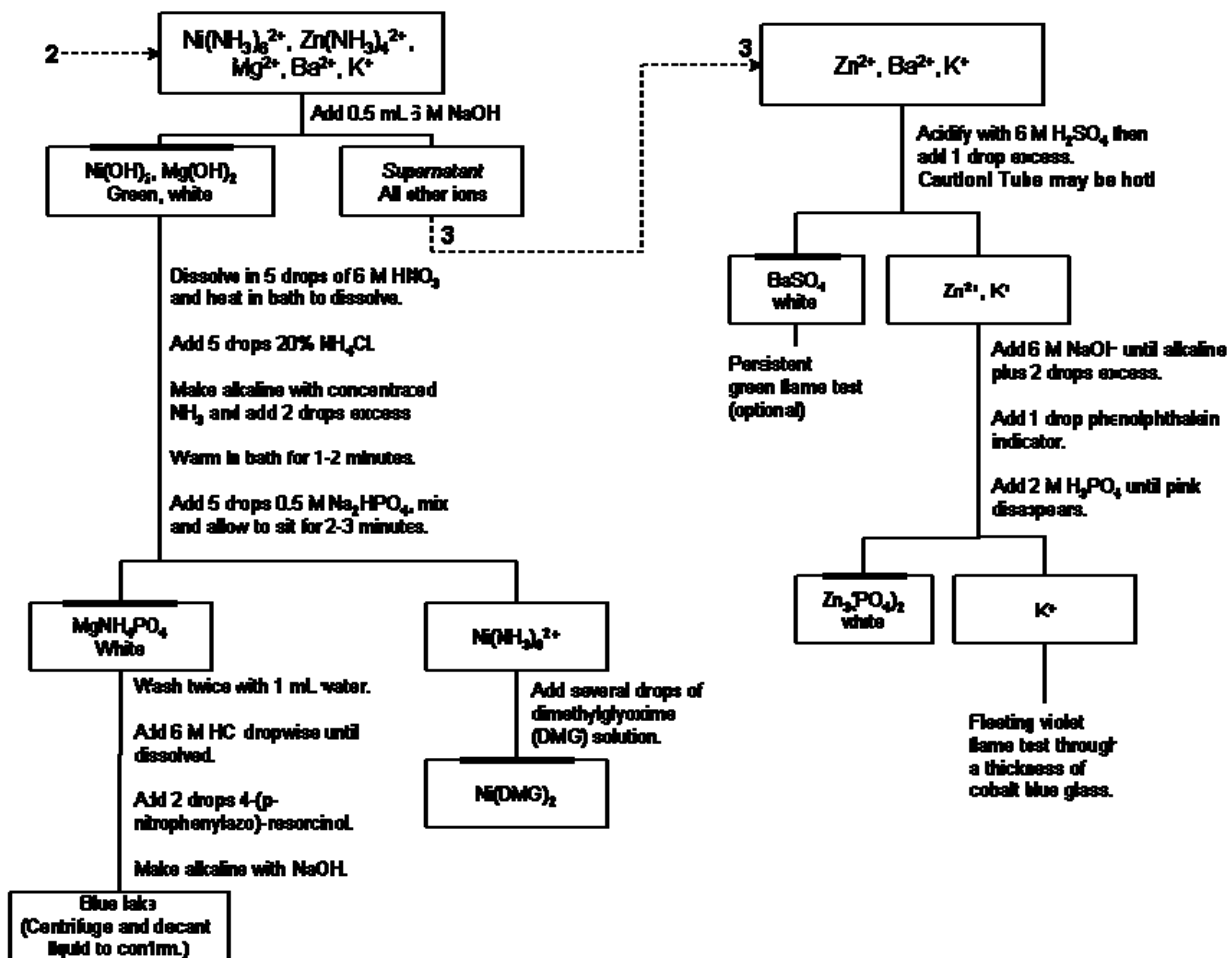 2
Ni(NH₃)₆²⁺, Zn(NH₃)₄²⁺,
Mg²⁺, Ba²⁺, K⁺
Add 0.5 mL 6 M NaOH
Ni(OH)₂, Mg(OH)₂
Green, white
Supernatant
All other ions
3
Dissolve in 5 drops of 6 M HNO₃
and heat in bath to dissolve.
Add 5 drops 20% NH₄Cl.
Make alkaline with concentrated
NH₃ and add 2 drops excess
Warm in bath for 1-2 minutes.
Add 5 drops 0.5 M Na₂HPO₄, mix
and allow to sit for 2-3 minutes.
MgNH₄PO₄
White
Wash twice with 1 mL water.
Add 6 M HC dropwise until
dissolved.
Add 2 drops 4-(p-
nitrophenylazo)-resorcinol.
Make alkaline with NaOH.
Blue lake
(Centrifuge and decant
liquid to confirm.)
Ni(NH₃)₆²⁺
Add several drops of
dimethylglyoxime
(DMG) solution.
Ni(DMG)₂
3
Zn²⁺, Ba²⁺, K⁺
Acidify with 6 M H₂SO₄ then
add 1 drop excess.
Caution! Tube may be hot!
BaSO₄
white
Persistent
green flame test
(optional)
Zn²⁺, K⁺
Add 6 M NaOH until alkaline
plus 2 drops excess.
Add 1 drop phenolphthalein
indicator.
Add 2 M H₃PO₄ until pink
disappears.
Zn₃(PO₄)₂
white
K⁺
Fleeting violet
flame test through
a thickness of
cobalt blue glass.